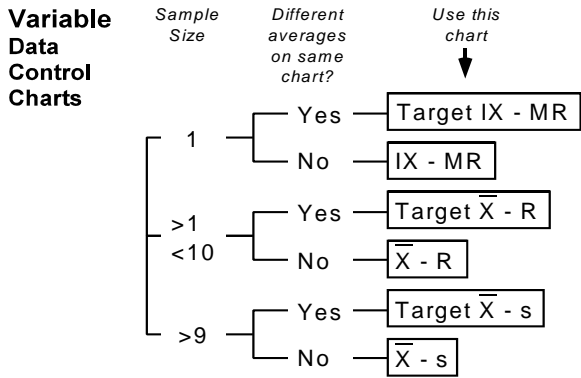 Variable
Data
Control
Charts
Sample
Size
Different
averages
on same
chart?
Use this
chart
1
Yes
Target IX - MR
No
IX - MR
>1
<10
Yes
Target X̅ - R
No
X̅ - R
>9
Yes
Target X̅ - s
No
X̅ - s